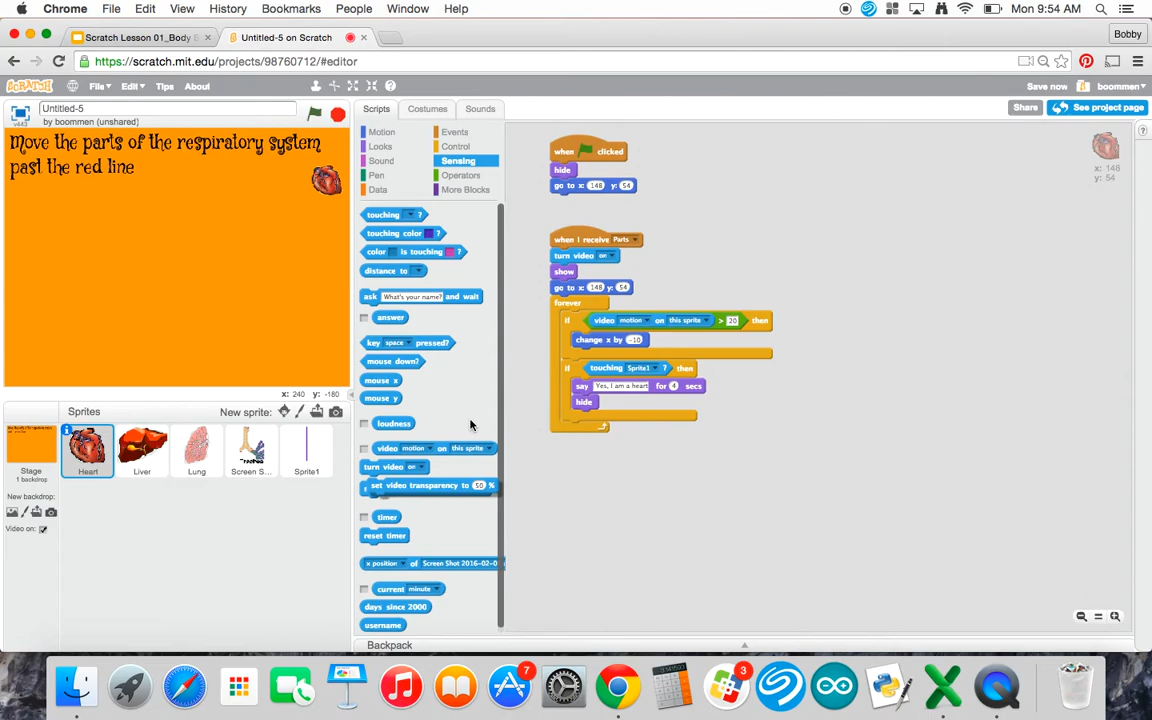 Chrome File Edit View History Bookmarks People Window Help
Mon 9:54 AM
Scratch Lesson 01_Body
Untitled-5 on Scratch
Bobby
https://scratch.mit.edu/projects/98760712/#editor
SCRATCH File Edit Tips About
Save now boommen
Untitled-5
by boommen (unshared)
v443
Scripts Costumes Sounds
Share See project page
Move the parts of the respiratory system
past the red line
Motion Events
Looks Control
Sound Sensing
Pen Operators
Data More Blocks
touching ?
touching color ?
color is touching ?
distance to
ask What's your name? and wait
answer
key space pressed?
mouse down?
mouse x
mouse y
loudness
video motion on this sprite
turn video on
set video transparency to 50 %
timer
reset timer
x position of Screen Shot 2016-02-0
current minute
days since 2000
username
when clicked
hide
go to x: 148 y: 54
when I receive Parts
turn video on
show
go to x: 148 y: 54
forever
if video motion on this sprite > 20 then
change x by -10
if touching Sprite1 ? then
say Yes, I am a heart for 4 secs
hide
x: 148
y: 54
x: 240 y: -180
Sprites New sprite:
Stage
1 backdrop
New backdrop:
Video on:
Heart Liver Lung Screen S... Sprite1
Backpack
7
3